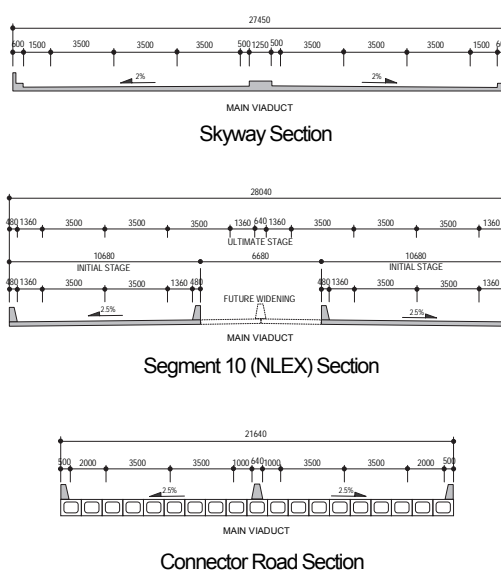 27450
600 1500 3500 3500 3500 500 1250 500 3500 3500 3500 1500
2% 2%
MAIN VIADUCT
Skyway Section
28040
480 1360 3500 3500 3500 1360 640 1360 3500 3500 3500 1360
ULTIMATE STAGE
10680 6680 10680
INITIAL STAGE INITIAL STAGE
480 1360 3500 3500 1360 480 FUTURE WIDENING 480 1360 3500 3500 1360
2.5% 2.5%
MAIN VIADUCT
Segment 10 (NLEX) Section
21640
500 2000 3500 3500 1000 640 1000 3500 3500 2000 500
2.5% 2.5%
MAIN VIADUCT
Connector Road Section